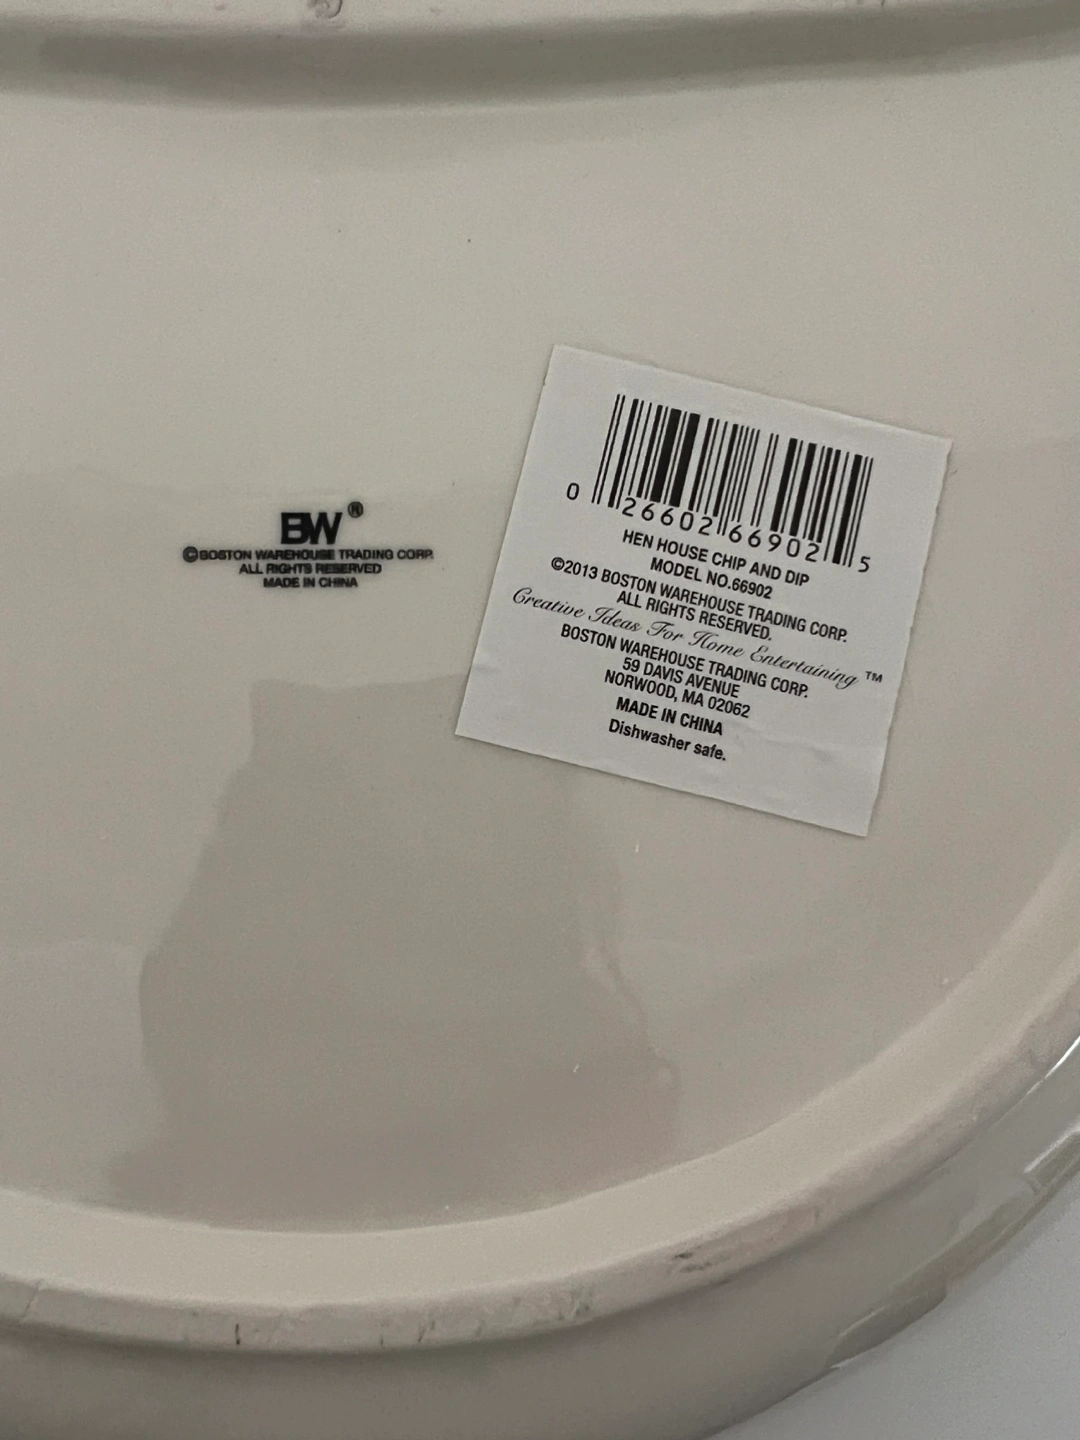 BW®
©BOSTON WAREHOUSE TRADING CORP.
ALL RIGHTS RESERVED
MADE IN CHINA
0 26602 66902 5
HEN HOUSE CHIP AND DIP
MODEL NO.66902
©2013 BOSTON WAREHOUSE TRADING CORP.
ALL RIGHTS RESERVED.
Creative Ideas For Home Entertaining™
BOSTON WAREHOUSE TRADING CORP.
59 DAVIS AVENUE
NORWOOD, MA 02062
MADE IN CHINA
Dishwasher safe.